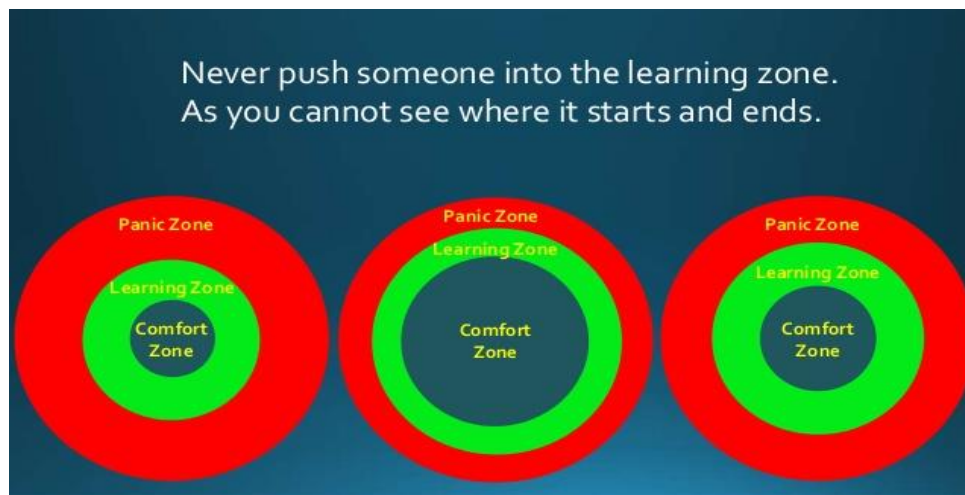 Never push someone into the learning zone.
As you cannot see where it starts and ends.
Panic Zone
Learning Zone
Comfort
Zone
Panic Zone
Learning Zone
Comfort
Zone
Panic Zone
Learning Zone
Comfort
Zone